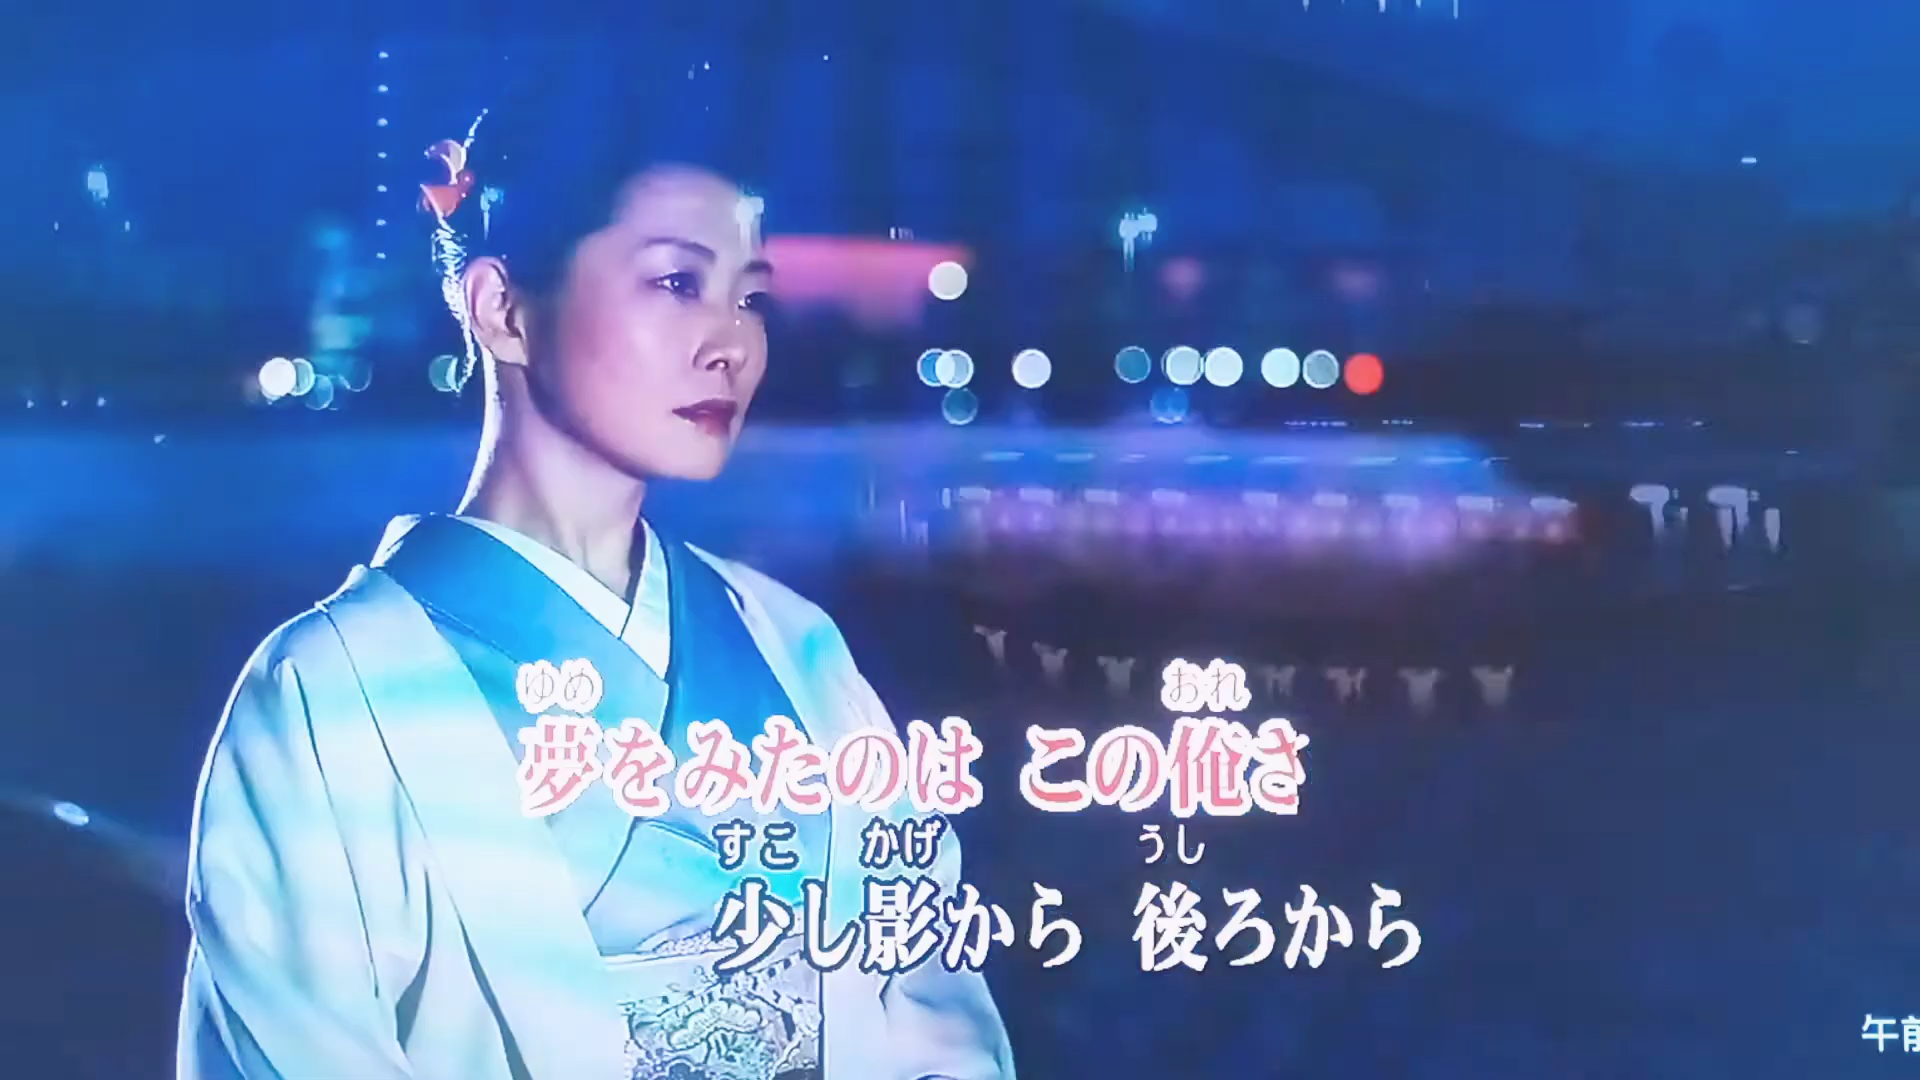 ゆめ おれ
夢をみたのは この俺さ
すこ かげ うし
少し影から 後ろから
午前